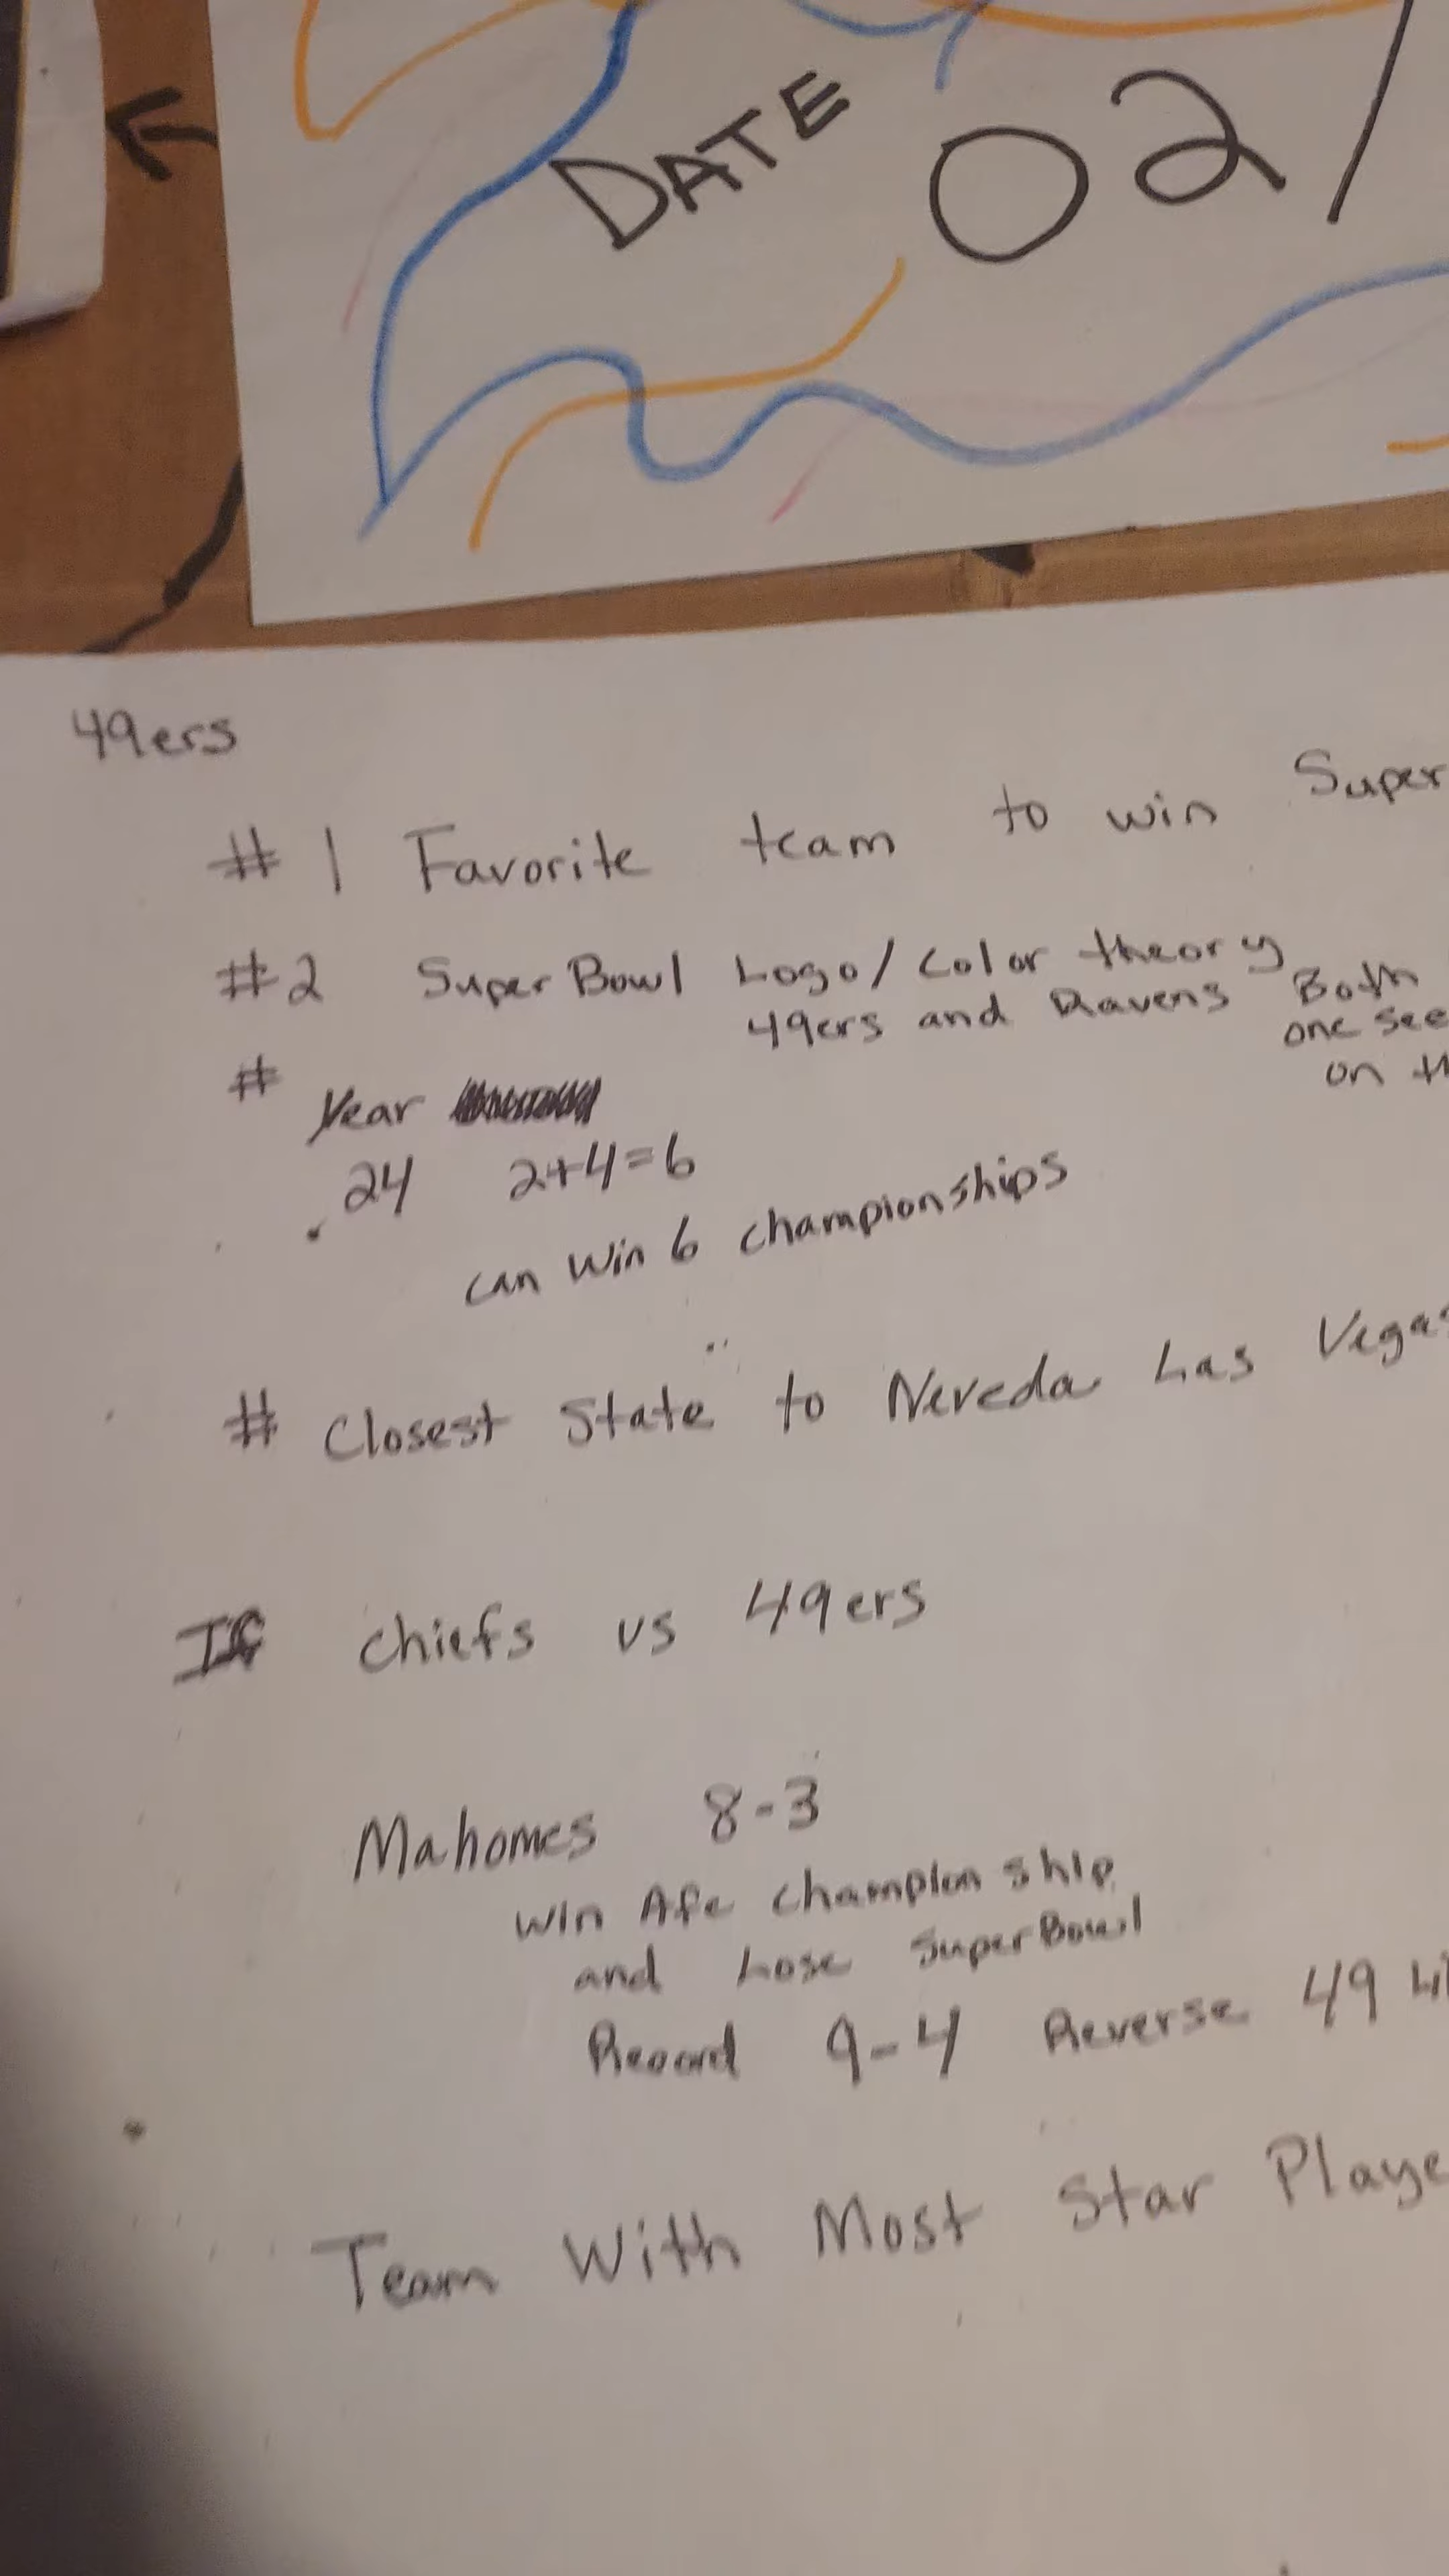 DATE 02/
49ers
#1 Favorite team to win Super
#2 Super Bowl Logo/Color theory
49ers and Ravens Both
one see
on th
# Year
24 2+4=6
can win 6 championships
# Closest State to Neveda Las Vegas
If chiefs vs 49ers
Mahomes 8-3
win Afc champion ship
and Lose SuperBowl
Record 9-4 Reverse 49
Team With Most Star Playe